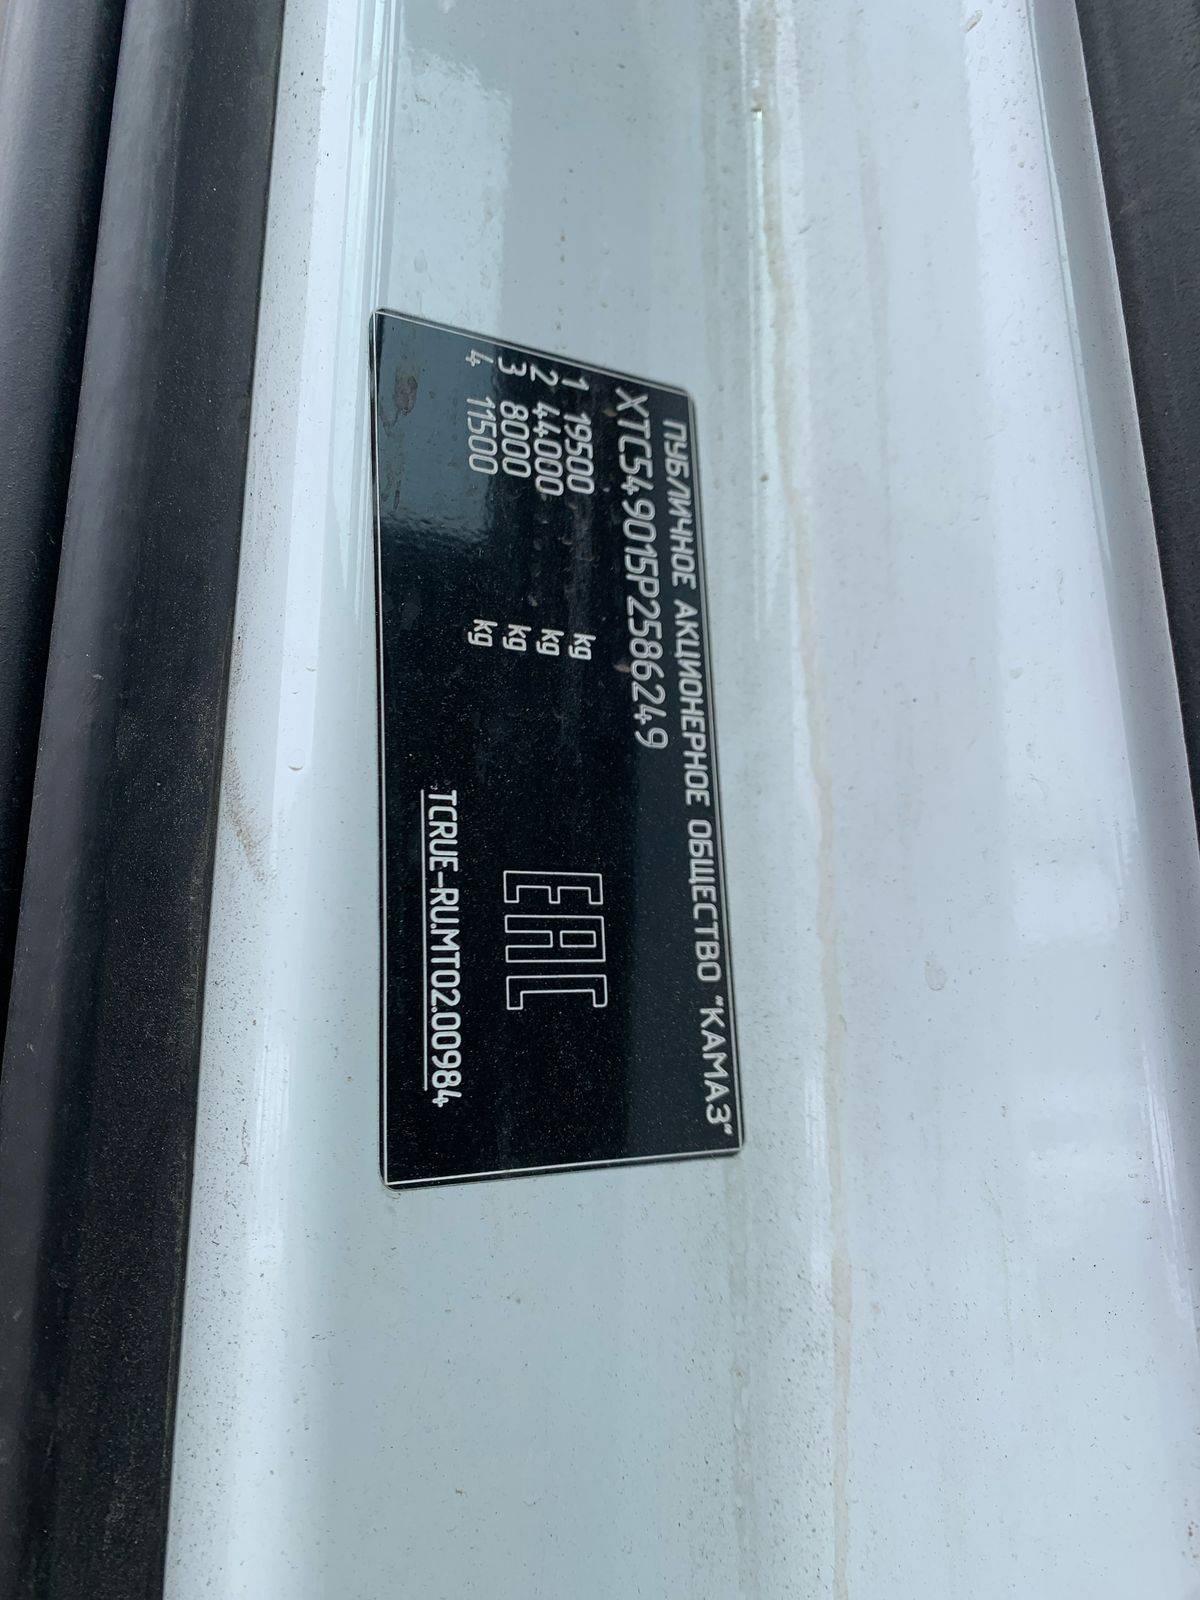 ПУБЛИЧНОЕ АКЦИОНЕРНОЕ ОБЩЕСТВО "КАМАЗ"
XTC549015P2586249
1 19500 kg
2 44000 kg
3 8000 kg
4 11500 kg
EAC
TCRUE-RU.MT02.00984